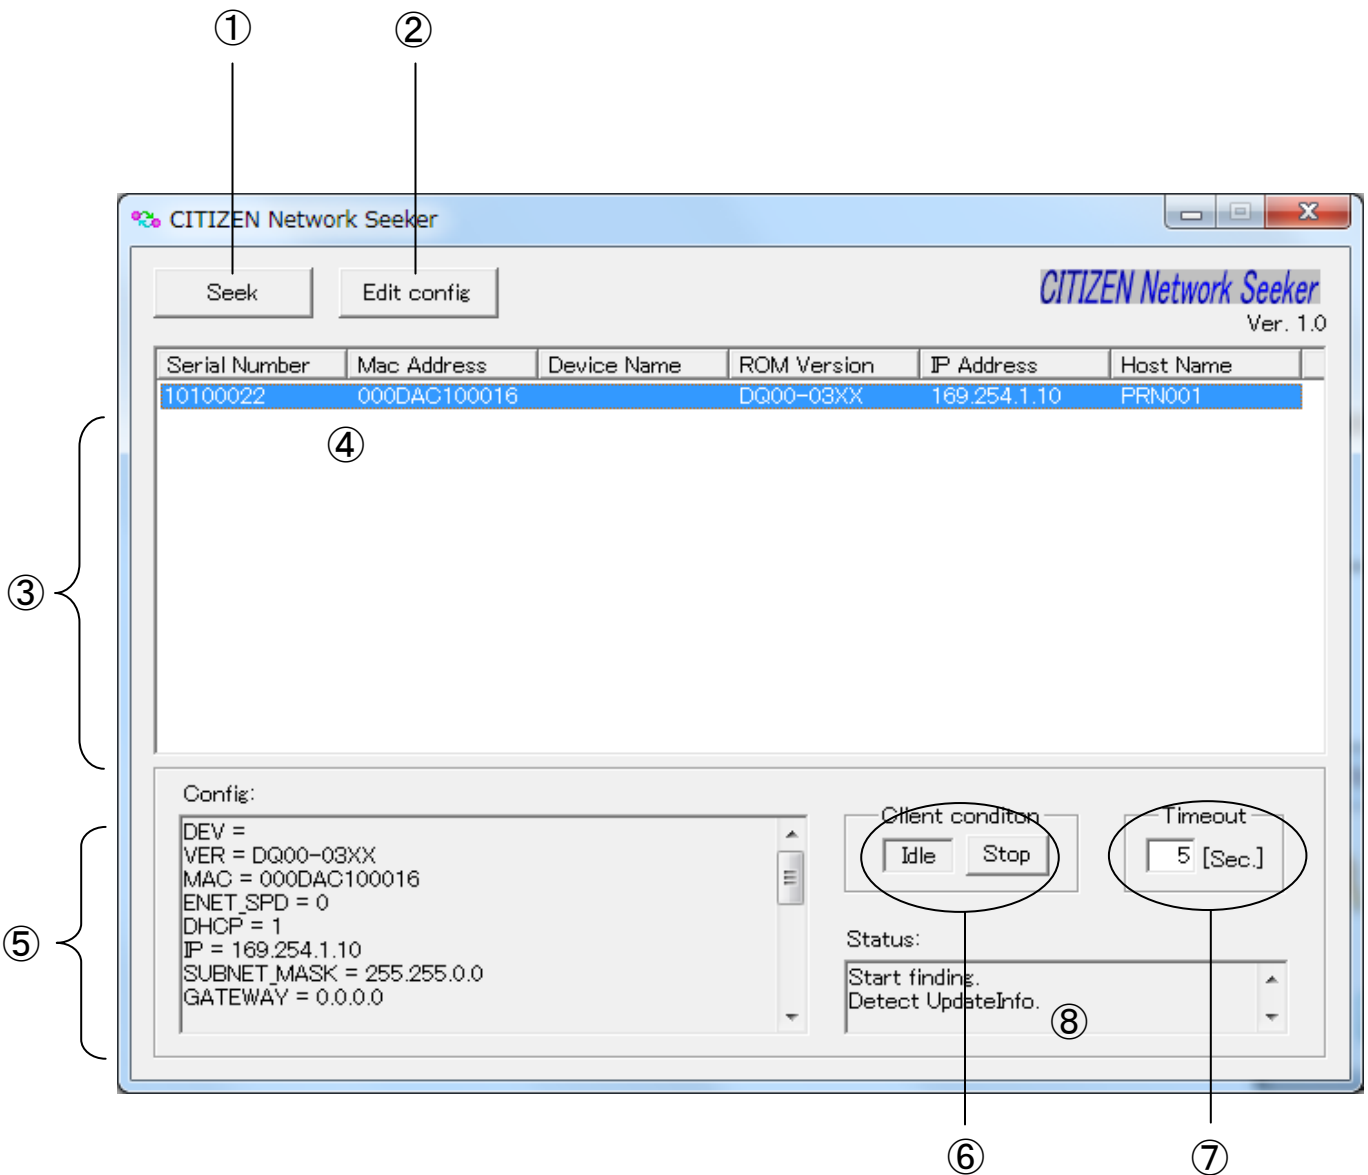 ① ②
CITIZEN Network Seeker
Seek Edit config CITIZEN Network Seeker
Ver. 1.0
Serial Number Mac Address Device Name ROM Version IP Address Host Name
10100022 000DAC100016 DQ00-03XX 169.254.1.10 PRN001
④
③
Config:
DEV =
VER = DQ00-03XX
MAC = 000DAC100016
ENET_SPD = 0
DHCP = 1
IP = 169.254.1.10
SUBNET_MASK = 255.255.0.0
GATEWAY = 0.0.0.0
⑤
Client conditon
Idle Stop
Timeout
5 [Sec.]
Status:
Start finding.
Detect UpdateInfo.
⑧
⑥ ⑦